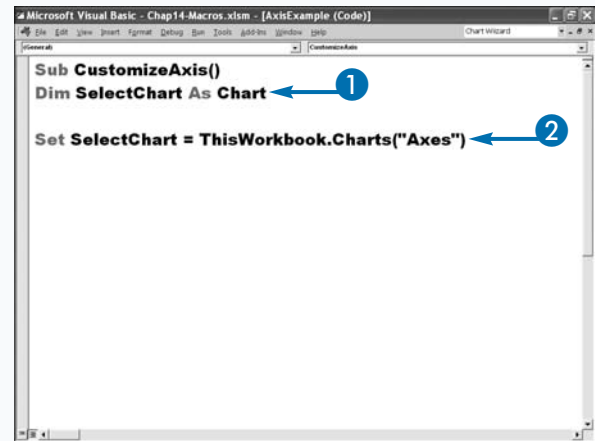 Microsoft Visual Basic - Chap14-Macros.xlsm - [AxisExample (Code)]
File Edit View Insert Format Debug Run Tools Add-Ins Window Help Chart Wizard
(General) CustomizeAxis
Sub CustomizeAxis()
Dim SelectChart As Chart 1
Set SelectChart = ThisWorkbook.Charts("Axes") 2